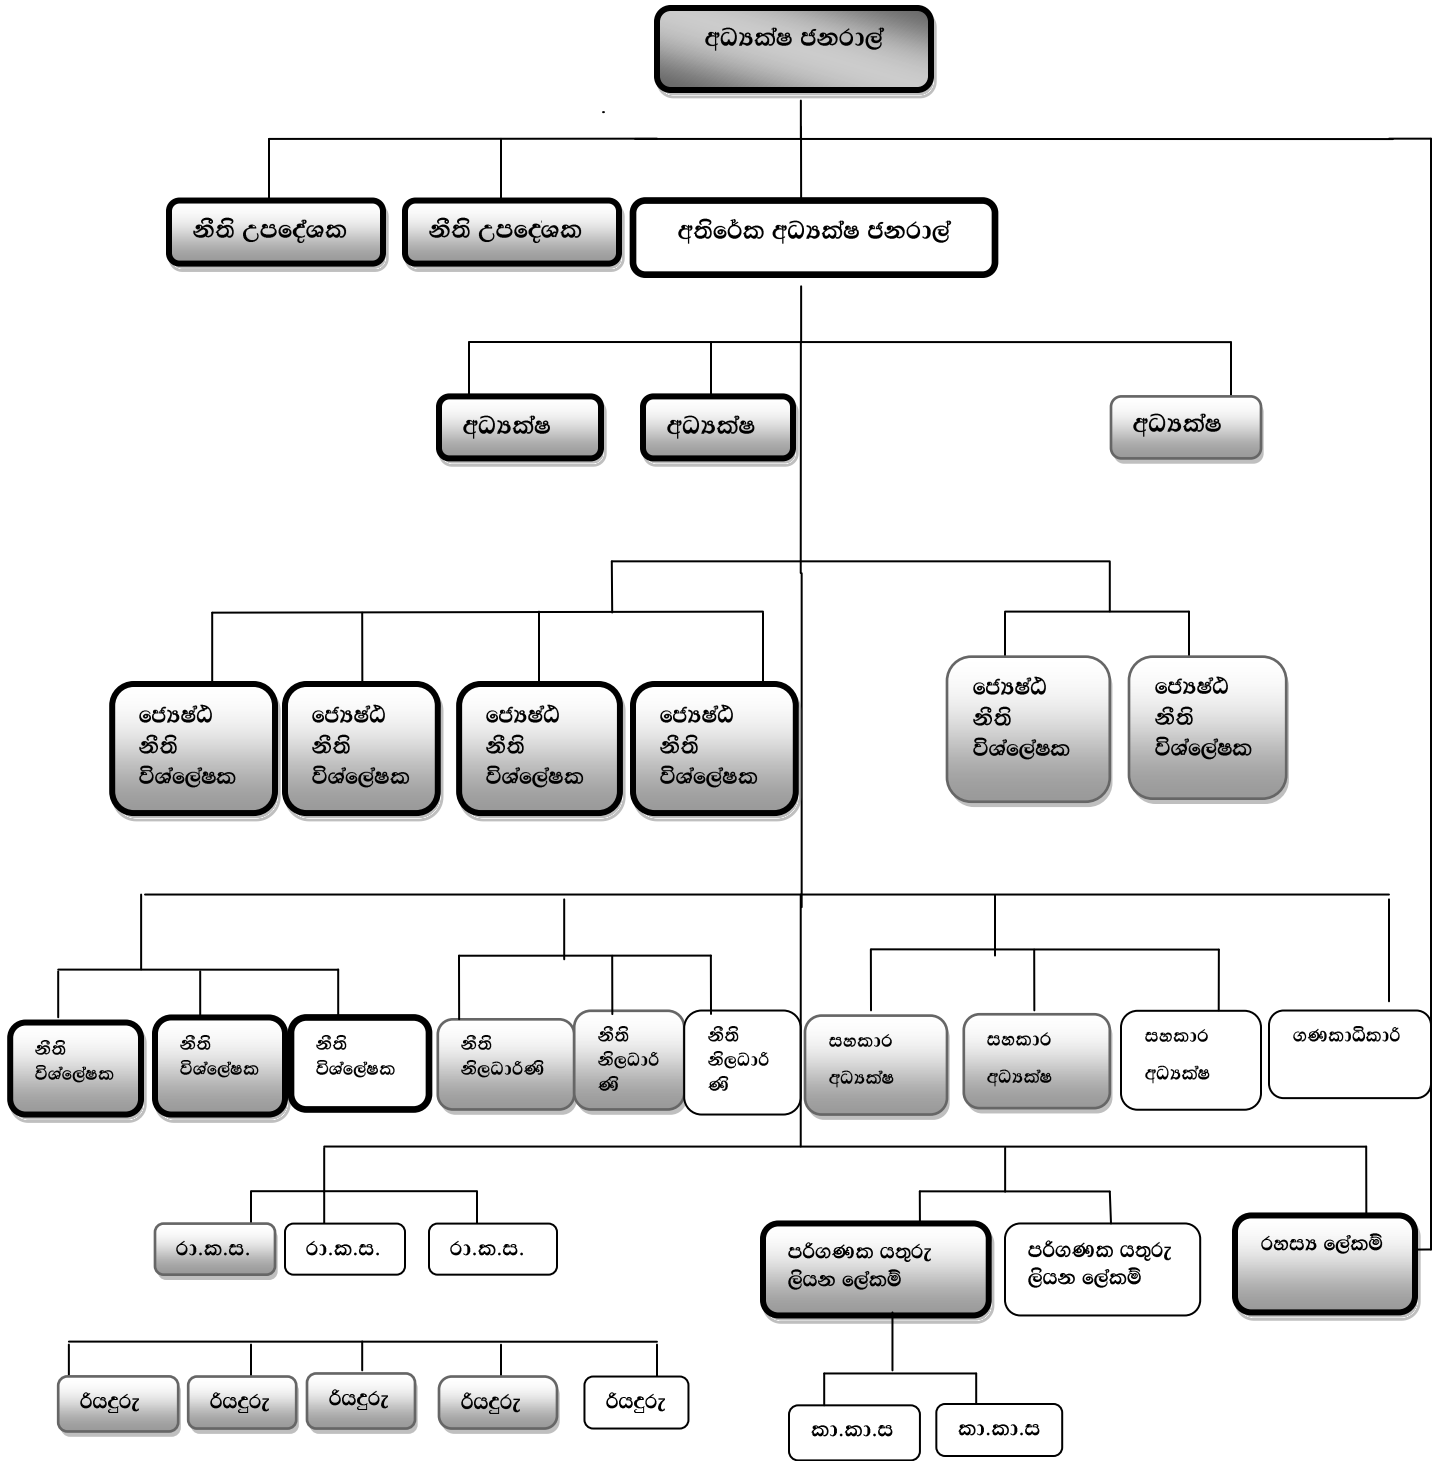 අධ්‍යක්ෂ ජනරාල්
නීති උපදේශක
නීති උපදේශක
අතිරේක අධ්‍යක්ෂ ජනරාල්
අධ්‍යක්ෂ
අධ්‍යක්ෂ
අධ්‍යක්ෂ
ජ්‍යෙෂ්ඨ
නීති
විශ්ලේෂක
ජ්‍යෙෂ්ඨ
නීති
විශ්ලේෂක
ජ්‍යෙෂ්ඨ
නීති
විශ්ලේෂක
ජ්‍යෙෂ්ඨ
නීති
විශ්ලේෂක
ජ්‍යෙෂ්ඨ
නීති
විශ්ලේෂක
ජ්‍යෙෂ්ඨ
නීති
විශ්ලේෂක
නීති
විශ්ලේෂක
නීති
විශ්ලේෂක
නීති
විශ්ලේෂක
නීති
නිලධාරිණි
නීති
නිලධාරි
ණි
නීති
නිලධාරි
ණි
සහකාර
අධ්‍යක්ෂ
සහකාර
අධ්‍යක්ෂ
සහකාර
අධ්‍යක්ෂ
ගණකාධිකාරි
රා.ක.ස.
රා.ක.ස.
රා.ක.ස.
පරිගණක යතුරු
ලියන ලේකම්
පරිගණක යතුරු
ලියන ලේකම්
රහස්‍ය ලේකම්
රියදුරු
රියදුරු
රියදුරු
රියදුරු
රියදුරු
කා.කා.ස
කා.කා.ස